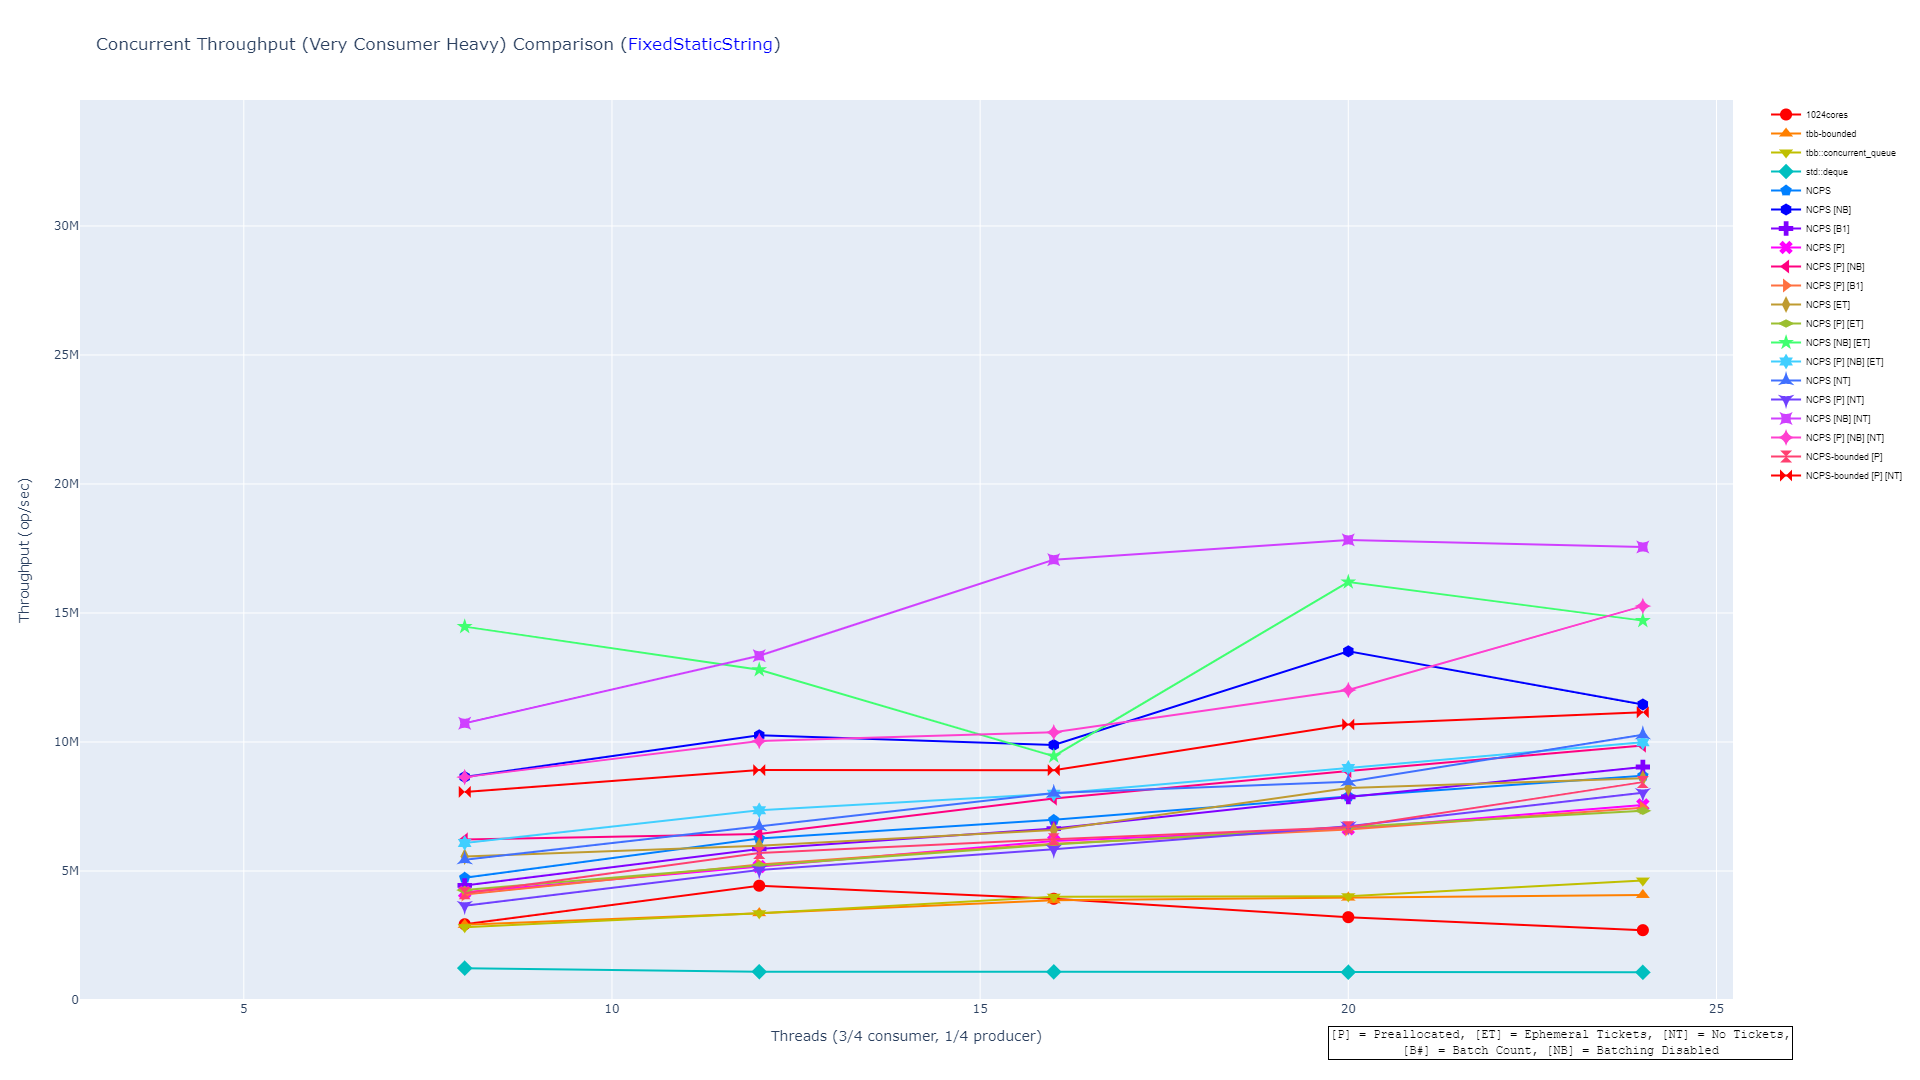 Concurrent Throughput (Very Consumer Heavy) Comparison (FixedStaticString)
1024cores
tbb-bounded
tbb::concurrent_queue
std::deque
NCPS
NCPS [NB]
NCPS [B1]
NCPS [P]
NCPS [P] [NB]
NCPS [P] [B1]
NCPS [ET]
NCPS [P] [ET]
NCPS [NB] [ET]
NCPS [P] [NB] [ET]
NCPS [NT]
NCPS [P] [NT]
NCPS [NB] [NT]
NCPS [P] [NB] [NT]
NCPS-bounded [P]
NCPS-bounded [P] [NT]
Throughput (op/sec)
30M
25M
20M
15M
10M
5M
0
5
10
15
20
25
Threads (3/4 consumer, 1/4 producer)
[P] = Preallocated, [ET] = Ephemeral Tickets, [NT] = No Tickets,
[B#] = Batch Count, [NB] = Batching Disabled